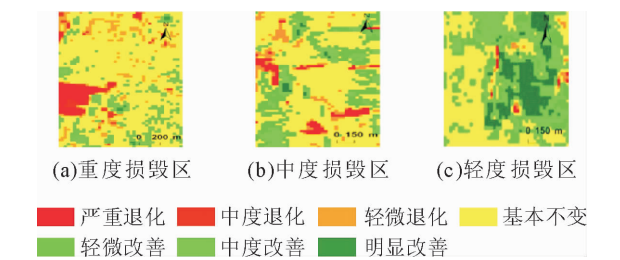 0 200 m
0 150 m
0 150 m
(a)重度损毁区 (b)中度损毁区 (c)轻度损毁区
严重退化 中度退化 轻微退化 基本不变
轻微改善 中度改善 明显改善